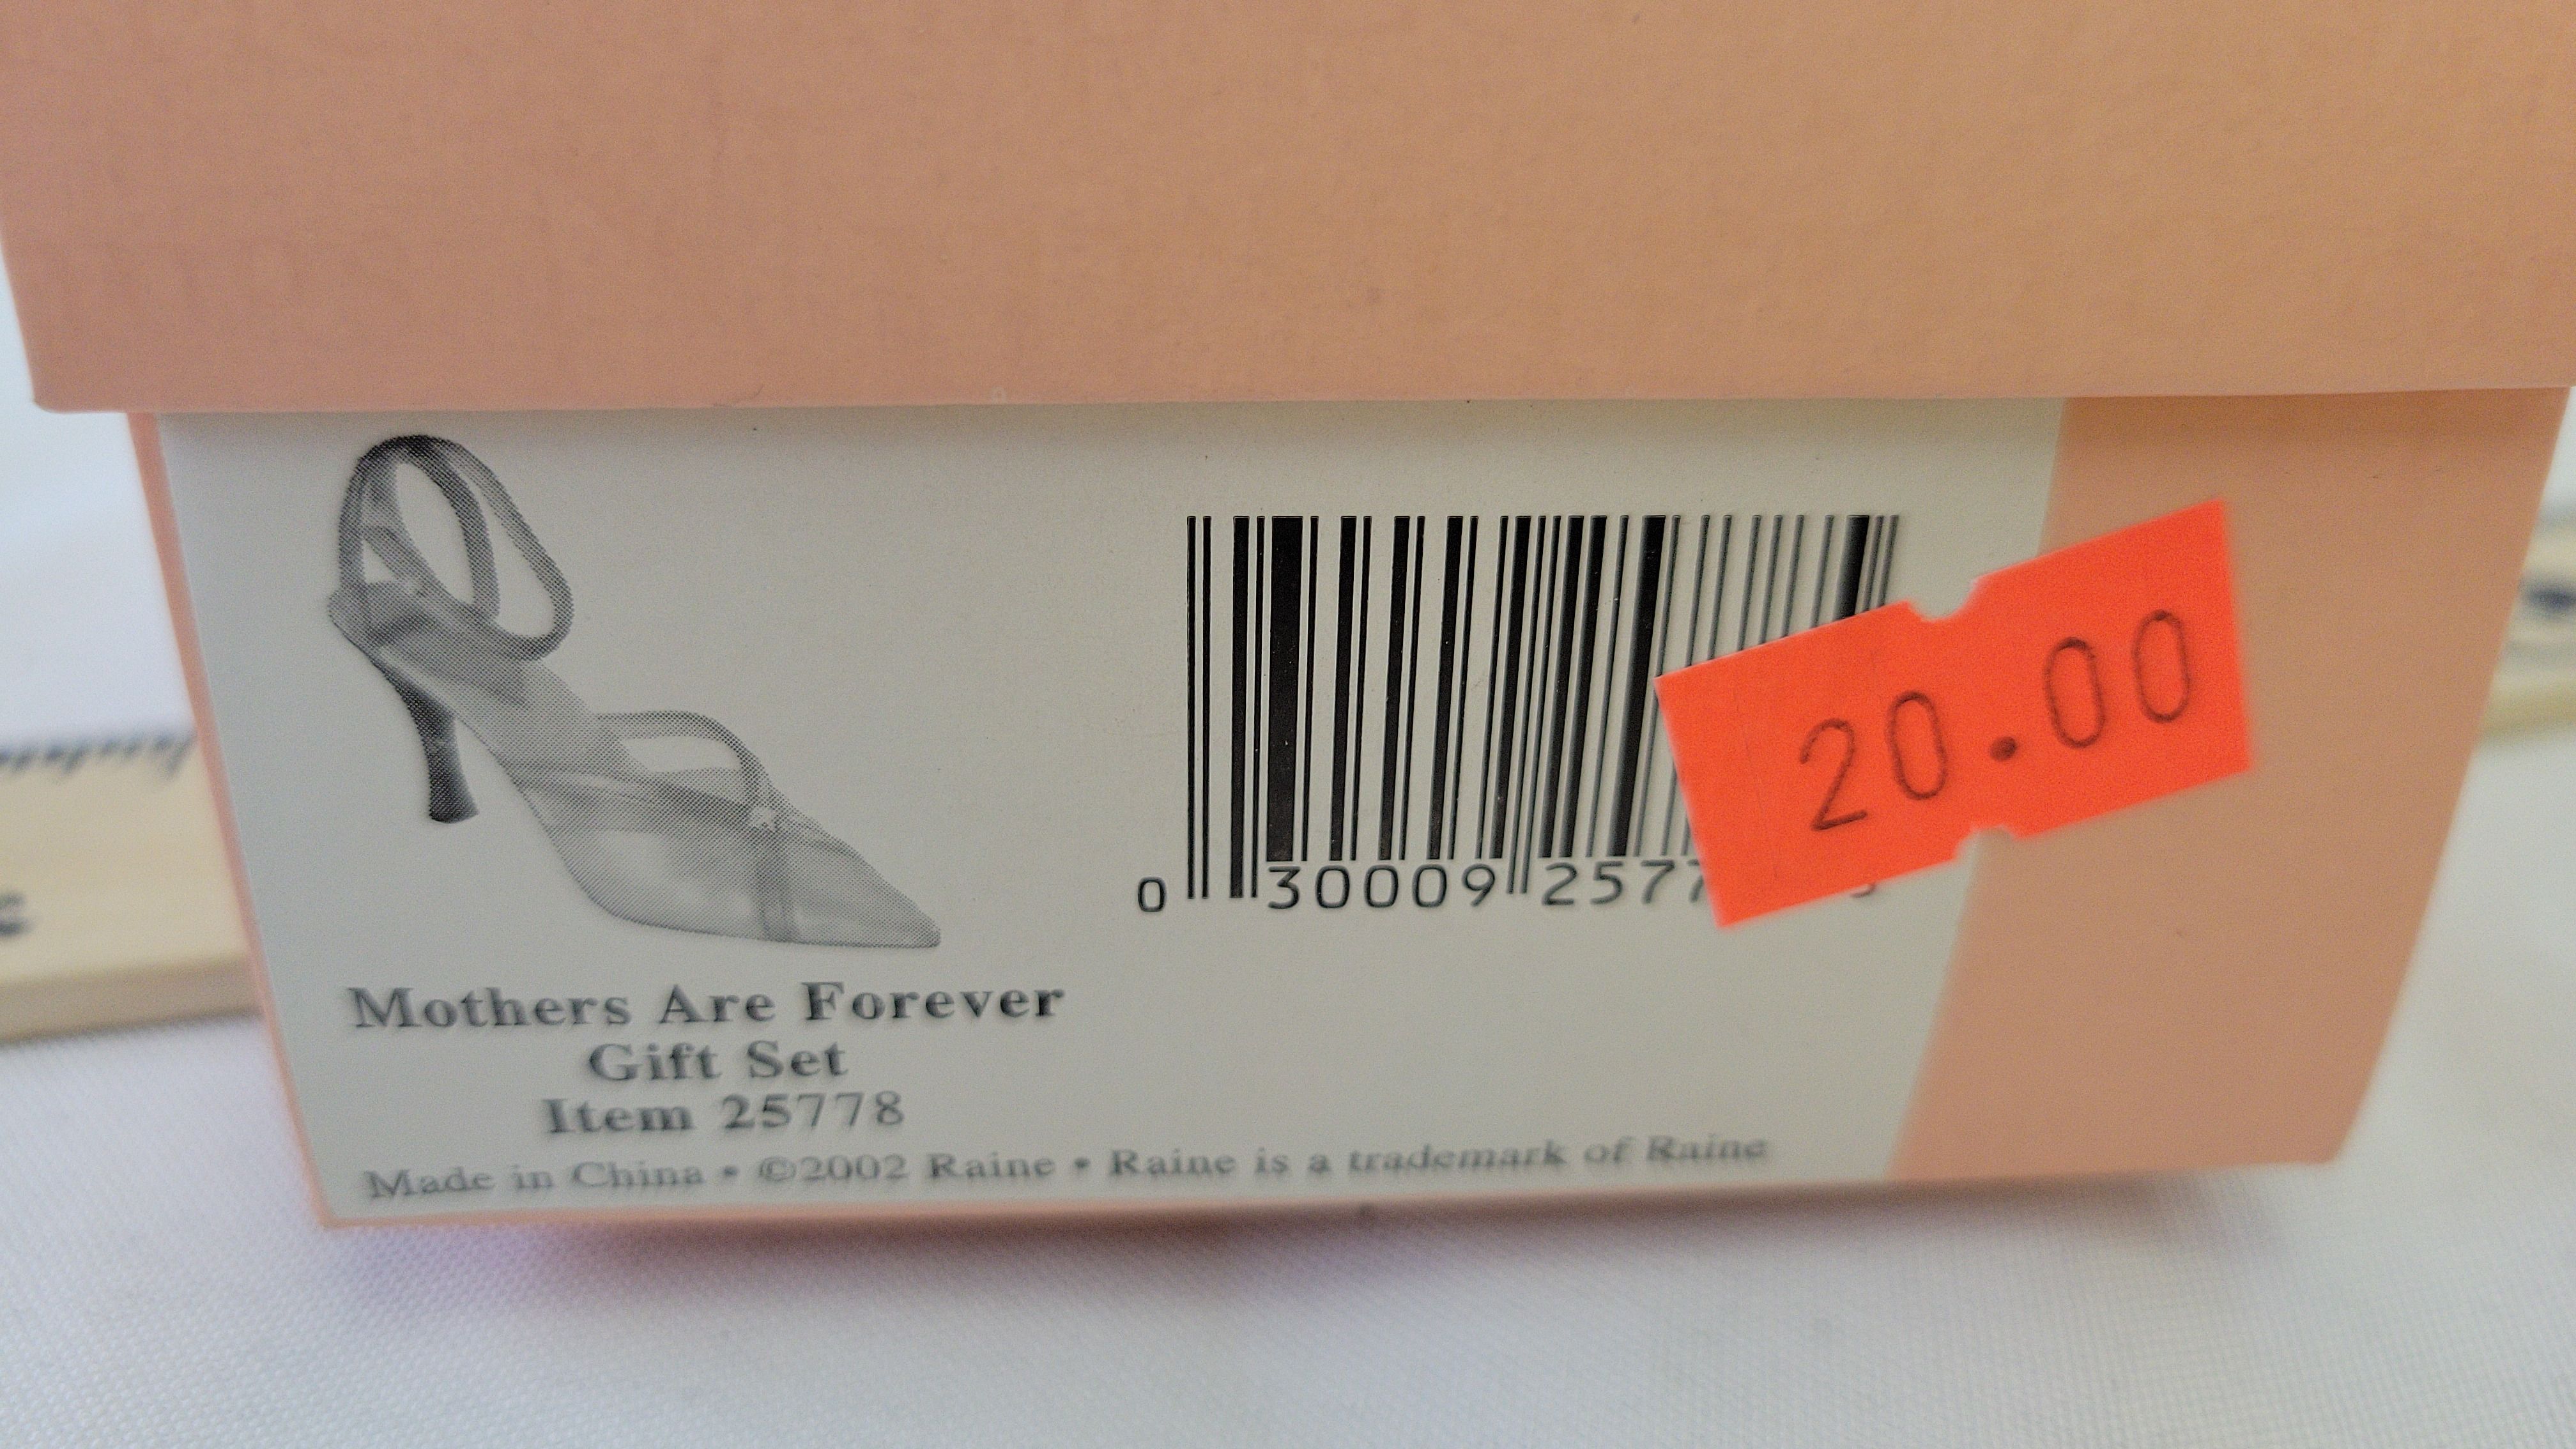 0 30009 2577
20.00
Mothers Are Forever
Gift Set
Item 25778
Made in China • ©2002 Raine • Raine is a trademark of Raine